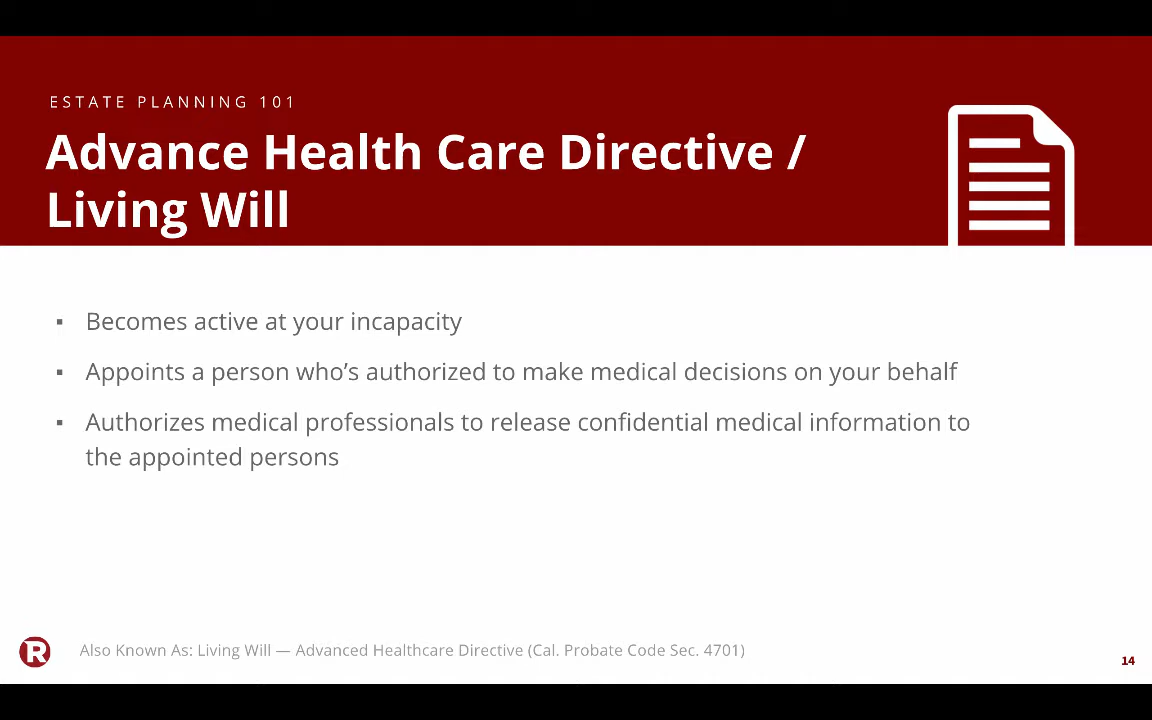 ESTATE PLANNING 101
Advance Health Care Directive /
Living Will
▪ Becomes active at your incapacity
▪ Appoints a person who’s authorized to make medical decisions on your behalf
▪ Authorizes medical professionals to release confidential medical information to
the appointed persons
R
Also Known As: Living Will — Advanced Healthcare Directive (Cal. Probate Code Sec. 4701)
14